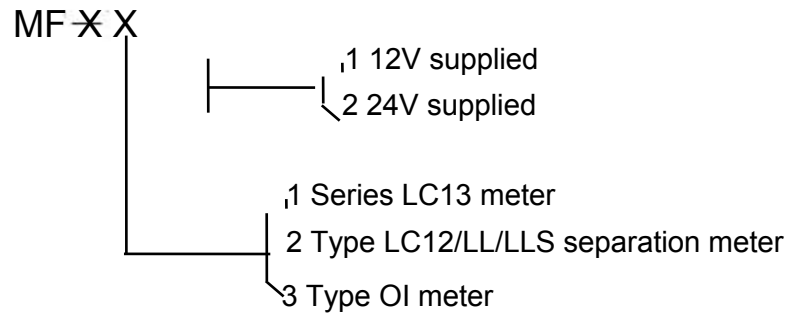 MF-X X
1 12V supplied
2 24V supplied
1 Series LC13 meter
2 Type LC12/LL/LLS separation meter
3 Type OI meter